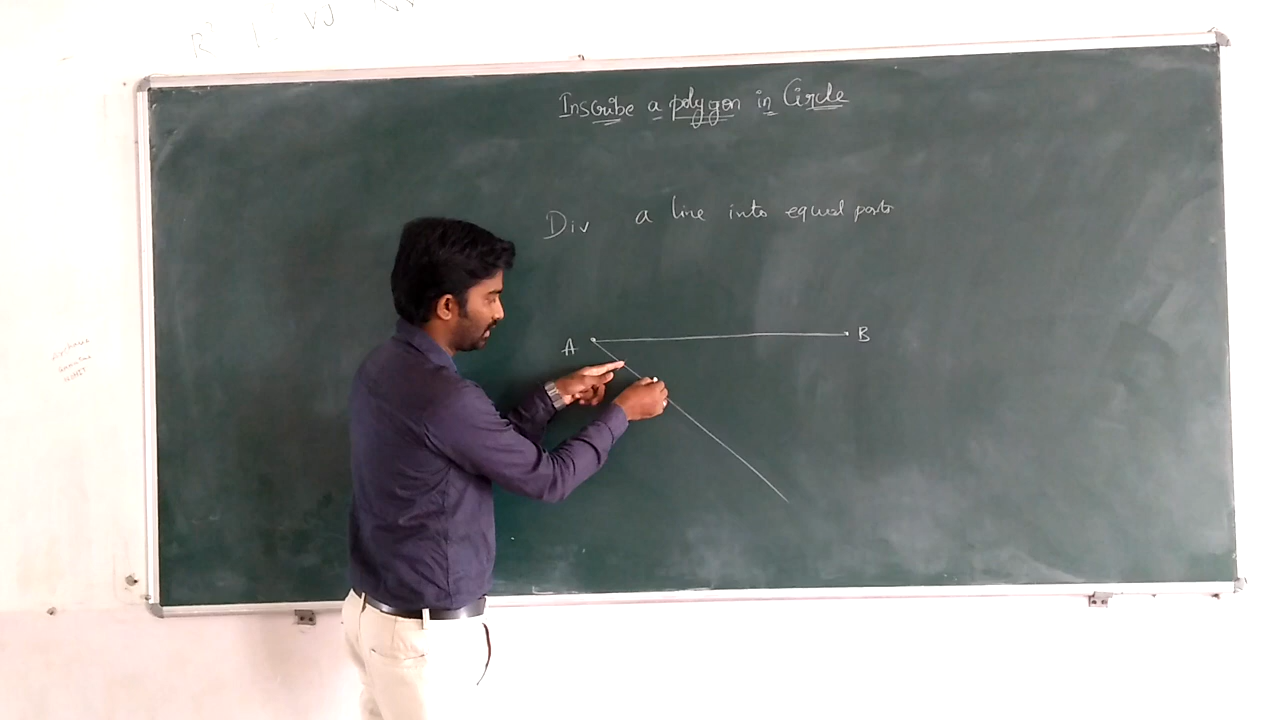 Inscribe a polygon in Circle
Div a line into equal parts
A
B